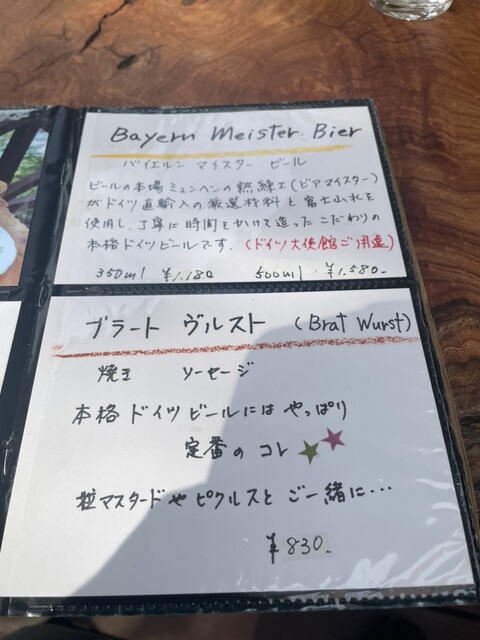 Bayern Meister Bier
バイエルン マイスター ビール
ビールの本場ミュンヘンの熟練工(ビアマイスター)
がドイツ直輸入の厳選材料と富士山水を
使用し、丁寧に時間をかけて造ったこだわりの
本格ドイツビールです。(ドイツ大使館ご用達)
350ml ¥1.180 500ml ¥1.580-
ブラート ヴルスト (Brat Wurst)
焼き ソーセージ
本格ドイツビールには やっぱり
定番の コレ
粒マスタードや ピクルスと ご一緒に・・・
¥830-